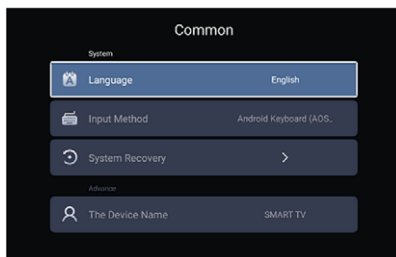 Common
System
Language English
Input Method Android Keyboard (AOS..
System Recovery
Advance
The Device Name SMART TV